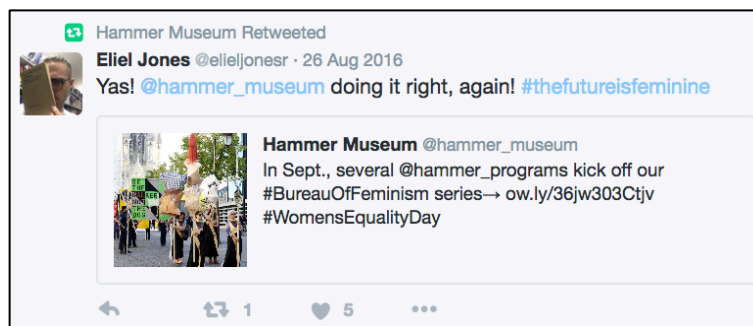 Hammer Museum Retweeted
Eliel Jones @elieljonesr · 26 Aug 2016
Yas! @hammer_museum doing it right, again! #thefutureisfeminine
Hammer Museum @hammer_museum
In Sept., several @hammer_programs kick off our
#BureauOfFeminism series→ ow.ly/36jw303Ctjv
#WomensEqualityDay
1 5